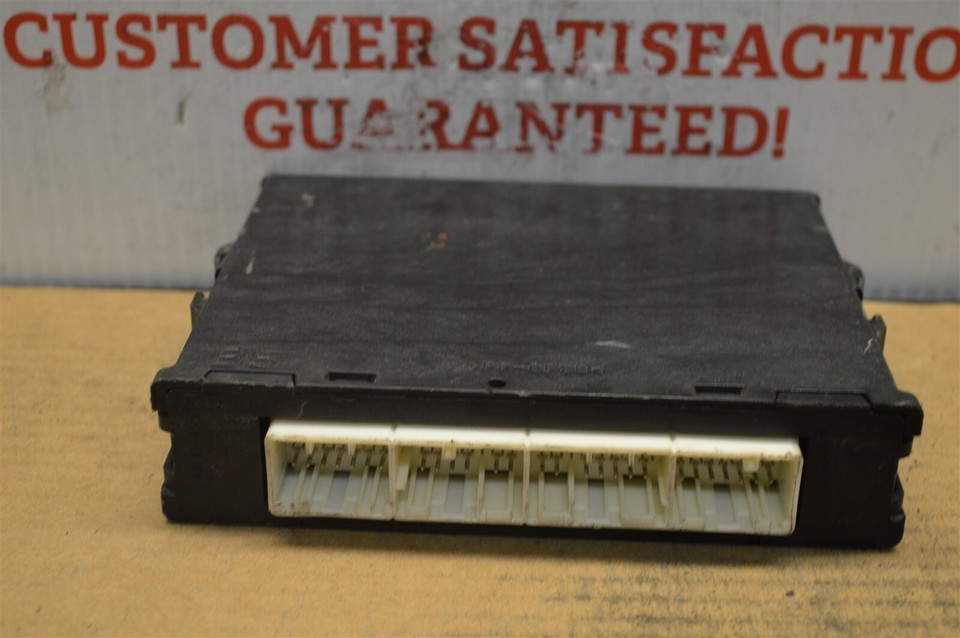 CUSTOMER SATISFACTIO
GUARANTEED!